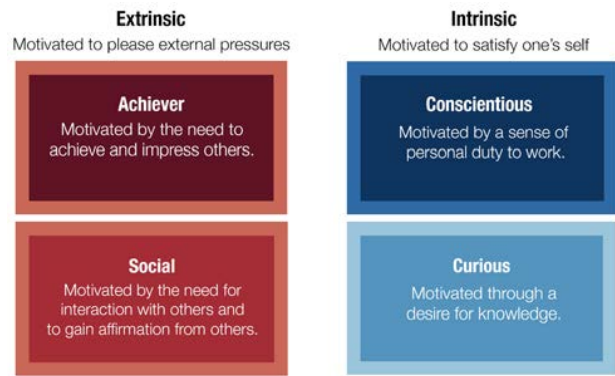 Extrinsic
Motivated to please external pressures
Achiever
Motivated by the need to
achieve and impress others.
Social
Motivated by the need for
interaction with others and
to gain affirmation from others.
Intrinsic
Motivated to satisfy one's self
Conscientious
Motivated by a sense of
personal duty to work.
Curious
Motivated through a
desire for knowledge.